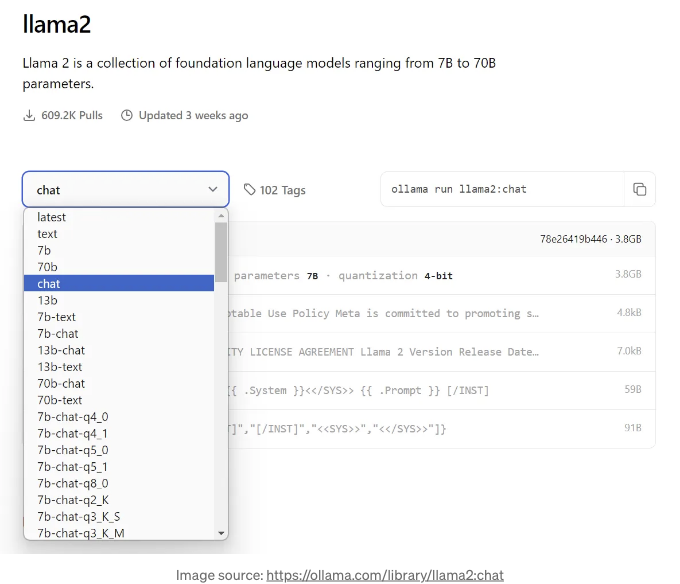 llama2
Llama 2 is a collection of foundation language models ranging from 7B to 70B
parameters.
609.2K Pulls Updated 3 weeks ago
chat 102 Tags ollama run llama2:chat
latest
text
7b
70b
chat
13b
7b-text
7b-chat
13b-chat
13b-text
70b-chat
70b-text
7b-chat-q4_0
7b-chat-q4_1
7b-chat-q5_0
7b-chat-q5_1
7b-chat-q8_0
7b-chat-q2_K
7b-chat-q3_K_S
7b-chat-q3_K_M
78e26419b446 · 3.8GB
parameters 7B · quantization 4-bit 3.8GB
Use Policy Meta is committed to promoting s… 4.8kB
LICENSE AGREEMENT Llama 2 Version Release Date… 7.0kB
{{ .System }}<</SYS>> {{ .Prompt }} [/INST] 59B
]","[/INST]","<<SYS>>","<</SYS>>"]} 91B
Image source: https://ollama.com/library/llama2:chat